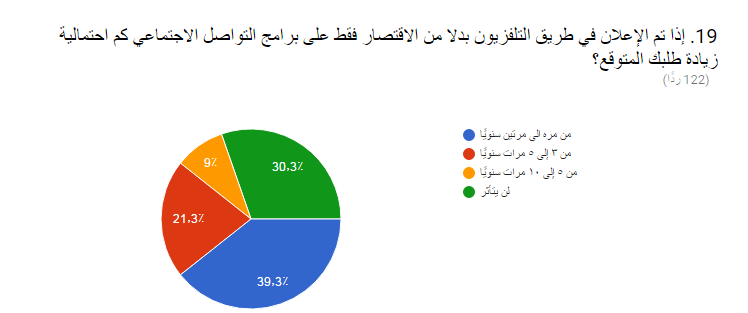 19. إذا تم الإعلان في طريق التلفزيون بدلا من الاقتصار فقط على برامج التواصل الاجتماعي كم احتمالية
زيادة طلبك المتوقع؟
(122 ردًا)
من مره الى مرتين سنويًا
من ٣ إلى ٥ مرات سنويًا
من ٥ إلى ١٠ مرات سنويًا
لن يتأثر
9٪
30٫3٪
21٫3٪
39٫3٪